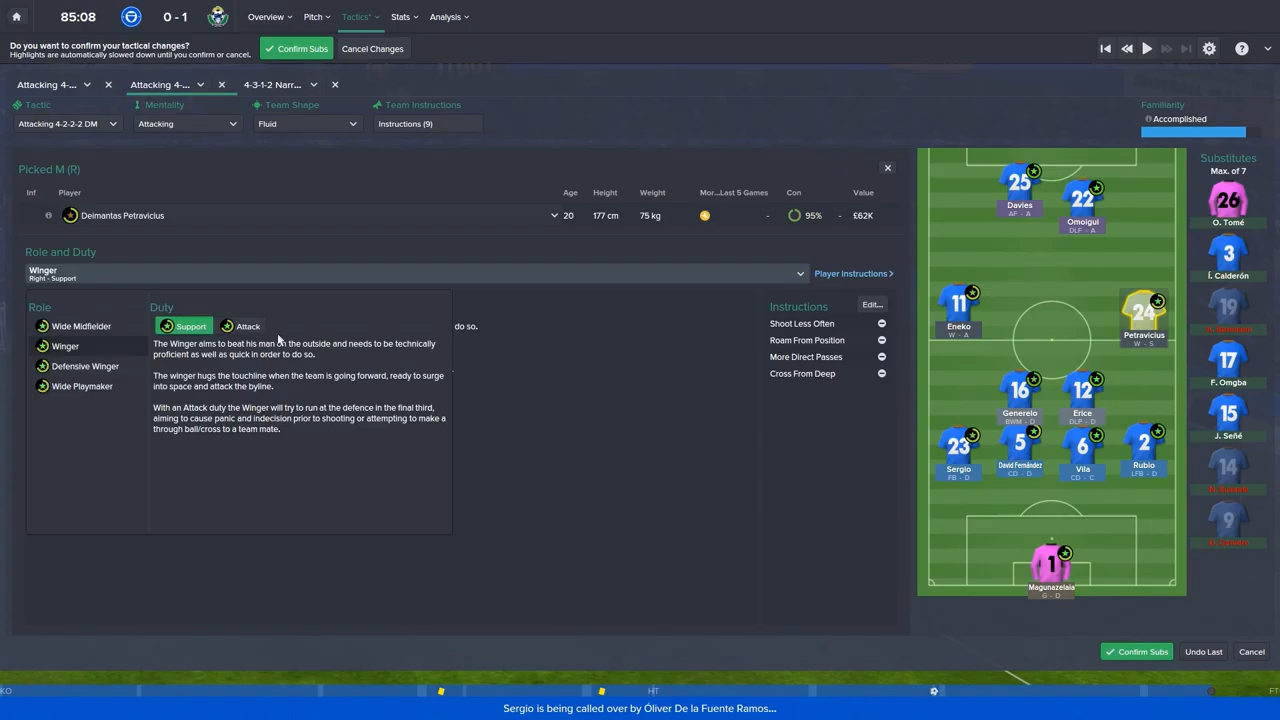 85:08
0 - 1
Overview
Pitch
Tactics*
Stats
Analysis
Do you want to confirm your tactical changes?
Highlights are automatically slowed down until you confirm or cancel.
Confirm Subs
Cancel Changes
Attacking 4-...
Attacking 4-...
4-3-1-2 Narr...
Tactic
Mentality
Team Shape
Team Instructions
Familiarity
Attacking 4-2-2-2 DM
Attacking
Fluid
Instructions (9)
Accomplished
Picked M (R)
Inf
Player
Age
Height
Weight
Mor...
Last 5 Games
Con
Value
Deimantas Petravicius
20
177 cm
75 kg
-
95%
-
£62K
Role and Duty
Winger
Right - Support
Player Instructions
Role
Duty
Wide Midfielder
Winger
Defensive Winger
Wide Playmaker
Support
Attack
do so.
The Winger aims to beat his man on the outside and needs to be technically
proficient as well as quick in order to do so.
The winger hugs the touchline when the team is going forward, ready to surge
into space and attack the byline.
With an Attack duty the Winger will try to run at the defence in the final third,
aiming to cause panic and indecision prior to shooting or attempting to make a
through ball/cross to a team mate.
Instructions
Edit...
Shoot Less Often
Roam From Position
More Direct Passes
Cross From Deep
25
Davies
AF - A
22
Omoigui
DLF - A
11
Eneko
W - A
24
Petravicius
W - S
16
Generelo
BWM - D
12
Erice
DLP - D
23
Sergio
FB - D
5
David Fernández
CD - D
6
Vila
CD - C
2
Rubio
LFB - D
1
Magunazelaia
G - D
Substitutes
Max. of 7
26
O. Tomé
3
Í. Calderón
19
17
F. Omgba
15
J. Señé
14
9
Confirm Subs
Undo Last
Cancel
KO
HT
FT
Sergio is being called over by Óliver De la Fuente Ramos...